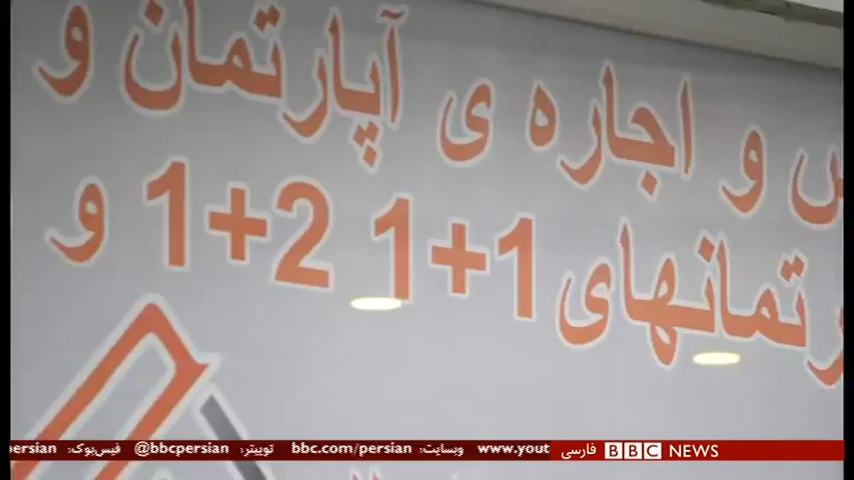 و اجاره ی آپارتمان و
1+1 2+1 و
ersian فیس‌بوک: @bbcpersian توییتر: bbc.com/persian وبسایت: www.yout فارسی BBC NEWS